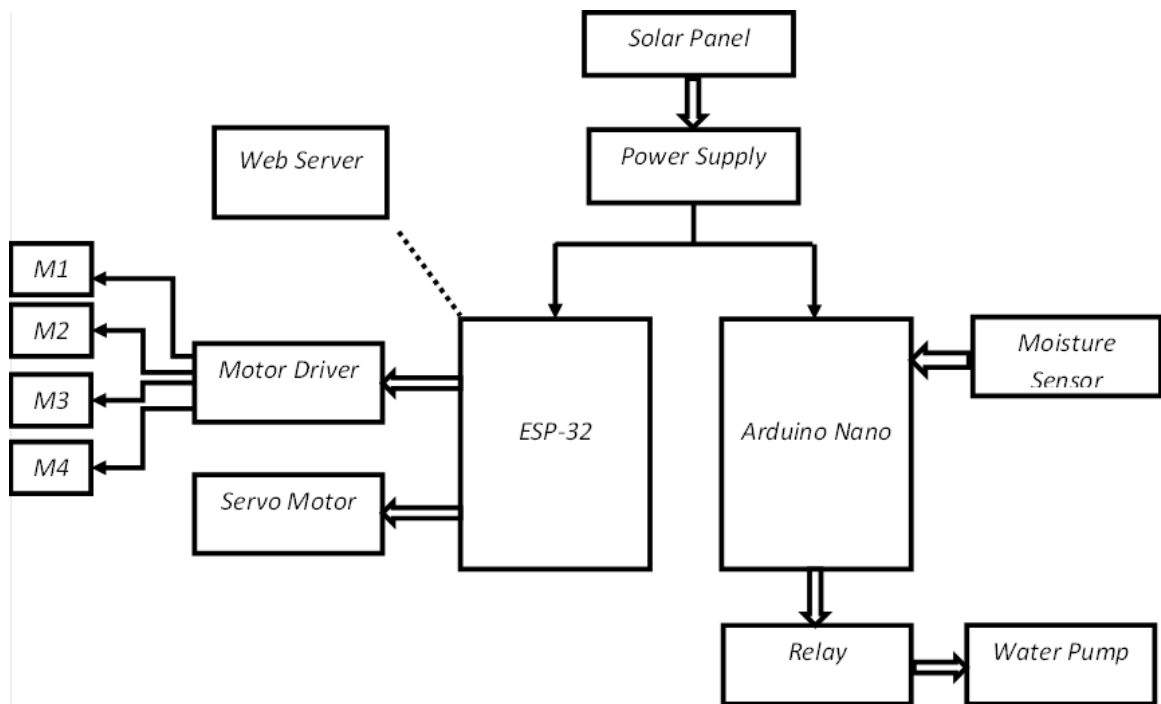 Solar Panel
Power Supply
Web Server
M1
M2
M3
M4
Motor Driver
Servo Motor
ESP-32
Arduino Nano
Moisture
Sensor
Relay
Water Pump